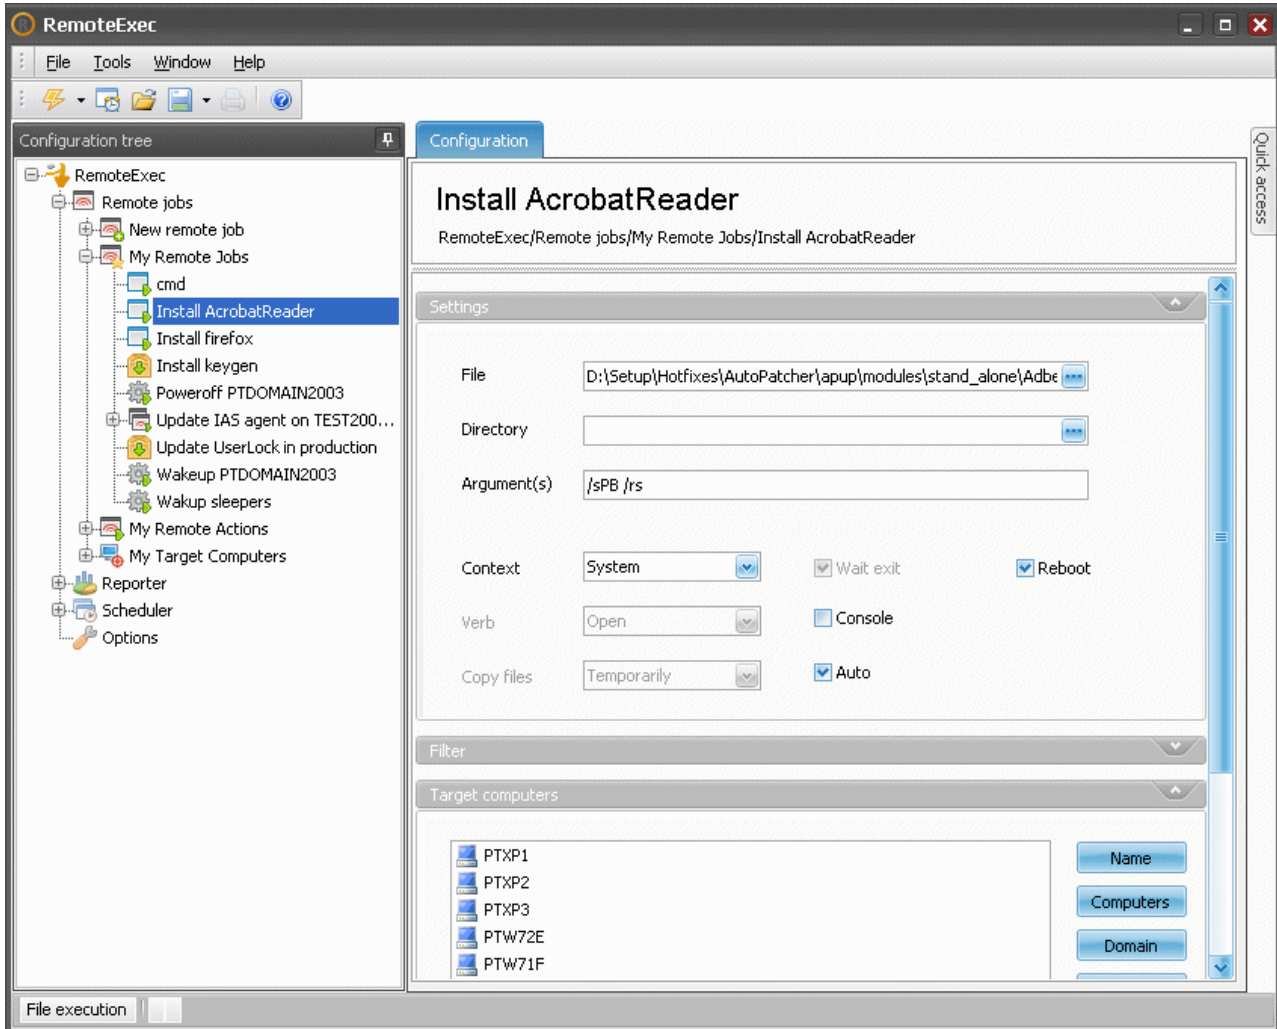 RemoteExec
File Tools Window Help
Configuration tree
RemoteExec
Remote jobs
New remote job
My Remote Jobs
cmd
Install AcrobatReader
Install firefox
Install keygen
Poweroff PTDOMAIN2003
Update IAS agent on TEST200...
Update UserLock in production
Wakeup PTDOMAIN2003
Wakup sleepers
My Remote Actions
My Target Computers
Reporter
Scheduler
Options
Configuration
Install AcrobatReader
RemoteExec/Remote jobs/My Remote Jobs/Install AcrobatReader
Settings
File D:\Setup\Hotfixes\AutoPatcher\apup\modules\stand_alone\Adbe
Directory
Argument(s) /sPB /rs
Context System Wait exit Reboot
Verb Open Console
Copy files Temporarily Auto
Filter
Target computers
PTXP1
PTXP2
PTXP3
PTW72E
PTW71F
Name
Computers
Domain
Quick access
File execution